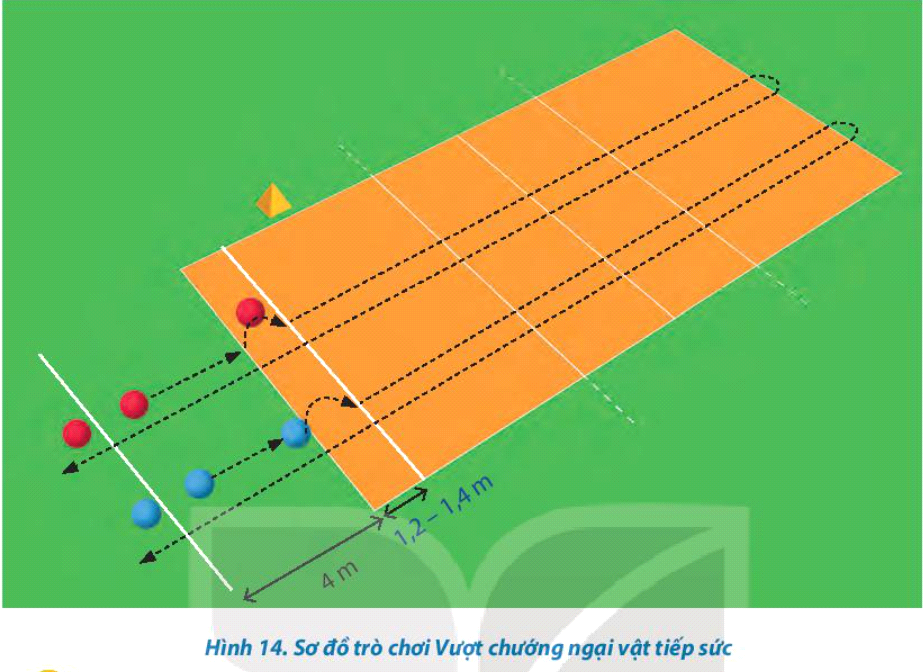 1,2 – 1,4 m
4 m
Hình 14. Sơ đồ trò chơi Vượt chướng ngại vật tiếp sức